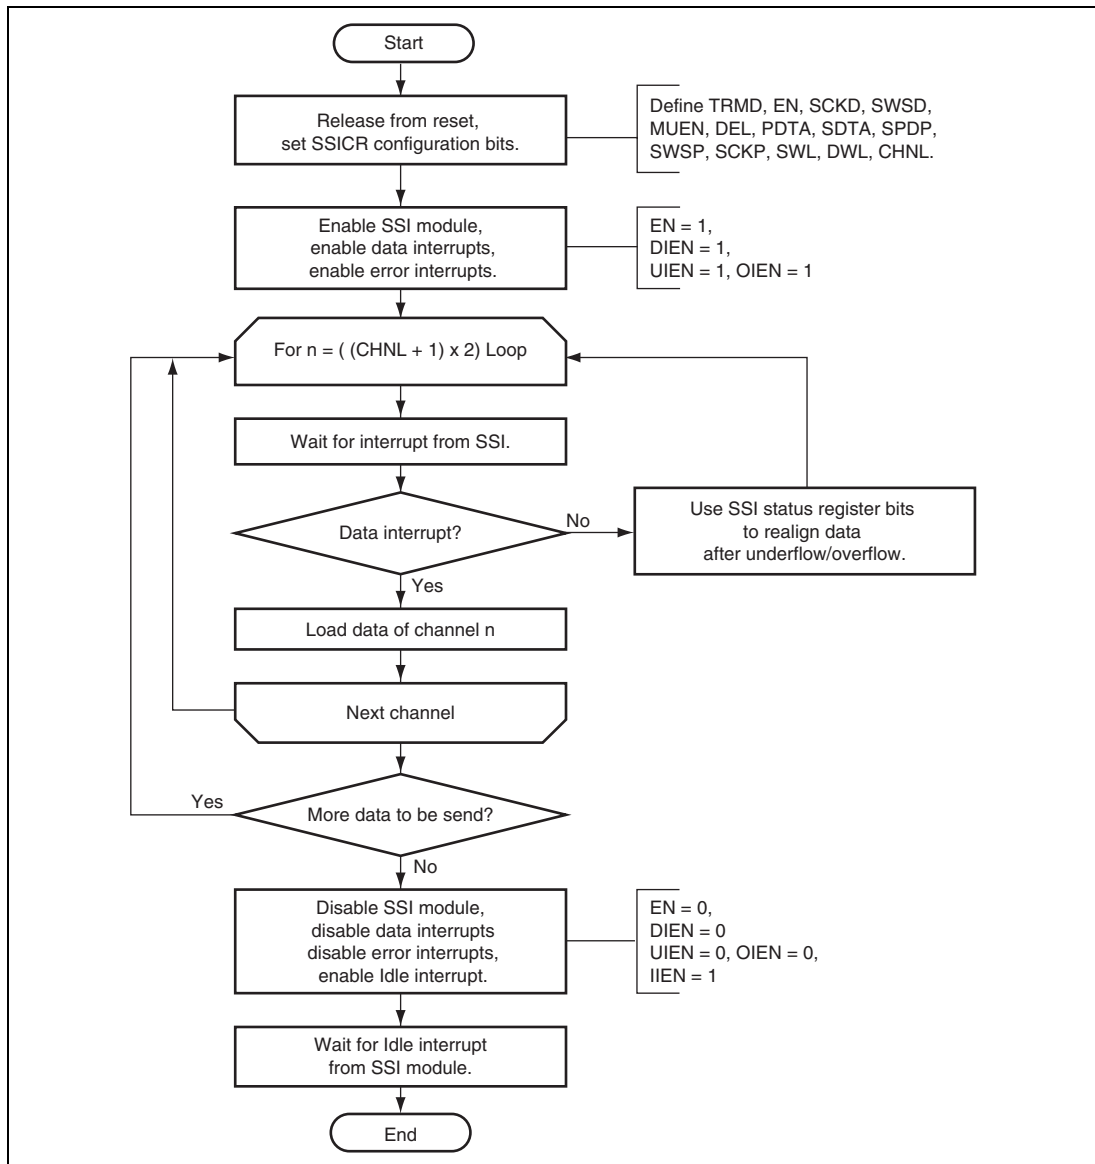 Start
Release from reset,
set SSICR configuration bits.
Define TRMD, EN, SCKD, SWSD,
MUEN, DEL, PDTA, SDTA, SPDP,
SWSP, SCKP, SWL, DWL, CHNL.
Enable SSI module,
enable data interrupts,
enable error interrupts.
EN = 1,
DIEN = 1,
UIEN = 1, OIEN = 1
For n = ( (CHNL + 1) x 2) Loop
Wait for interrupt from SSI.
Data interrupt?
No
Use SSI status register bits
to realign data
after underflow/overflow.
Yes
Load data of channel n
Next channel
Yes
More data to be send?
No
Disable SSI module,
disable data interrupts
disable error interrupts,
enable Idle interrupt.
EN = 0,
DIEN = 0
UIEN = 0, OIEN = 0,
IIEN = 1
Wait for Idle interrupt
from SSI module.
End